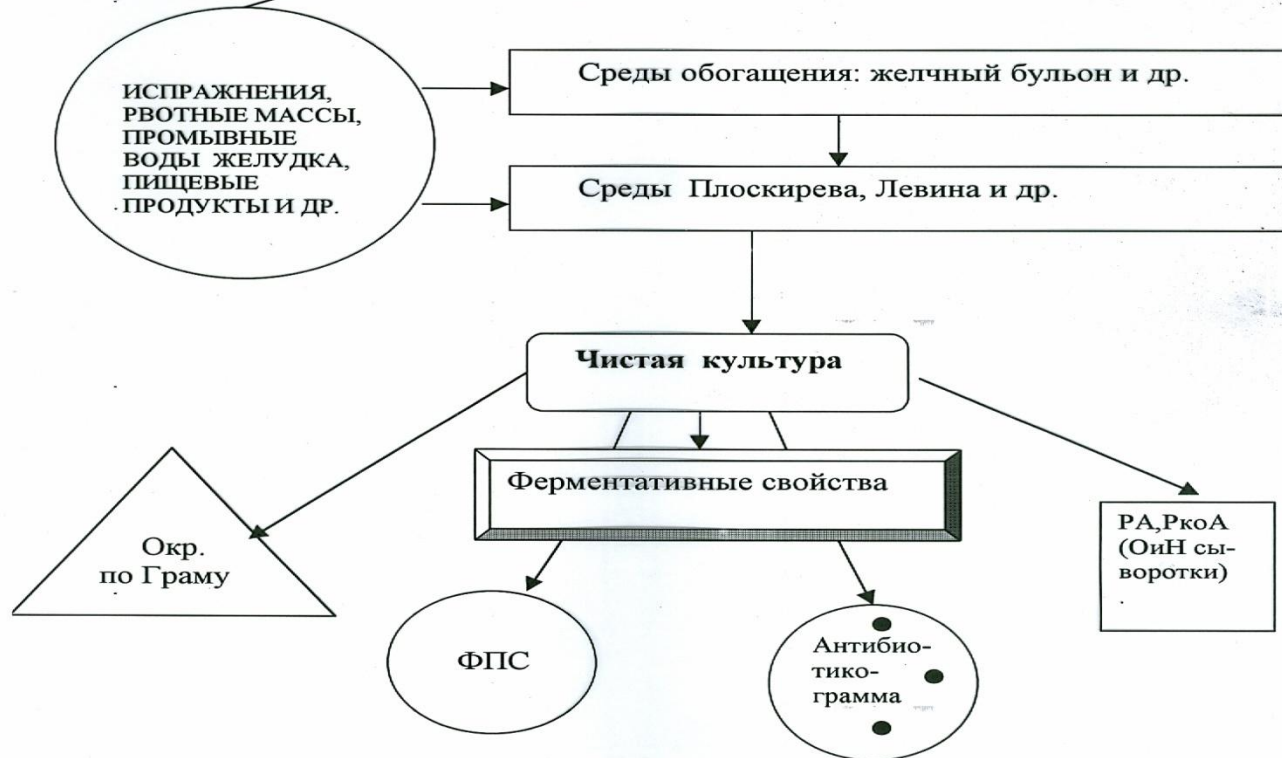 ИСПРАЖНЕНИЯ,
РВОТНЫЕ МАССЫ,
ПРОМЫВНЫЕ
ВОДЫ ЖЕЛУДКА,
ПИЩЕВЫЕ
ПРОДУКТЫ И ДР.
Среды обогащения: желчный бульон и др.
Среды Плоскирева, Левина и др.
Чистая культура
Ферментативные свойства
Окр.
по Граму
ФПС
Антибио-
тико-
грамма
РА,РкоА
(ОиН сы-
воротки)
.